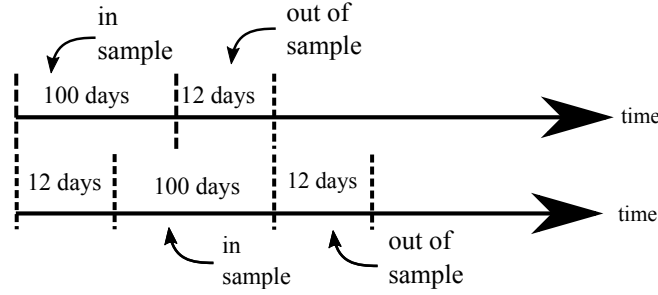 in
sample
out of
sample
100 days
12 days
time
12 days
100 days
12 days
time
in
sample
out of
sample